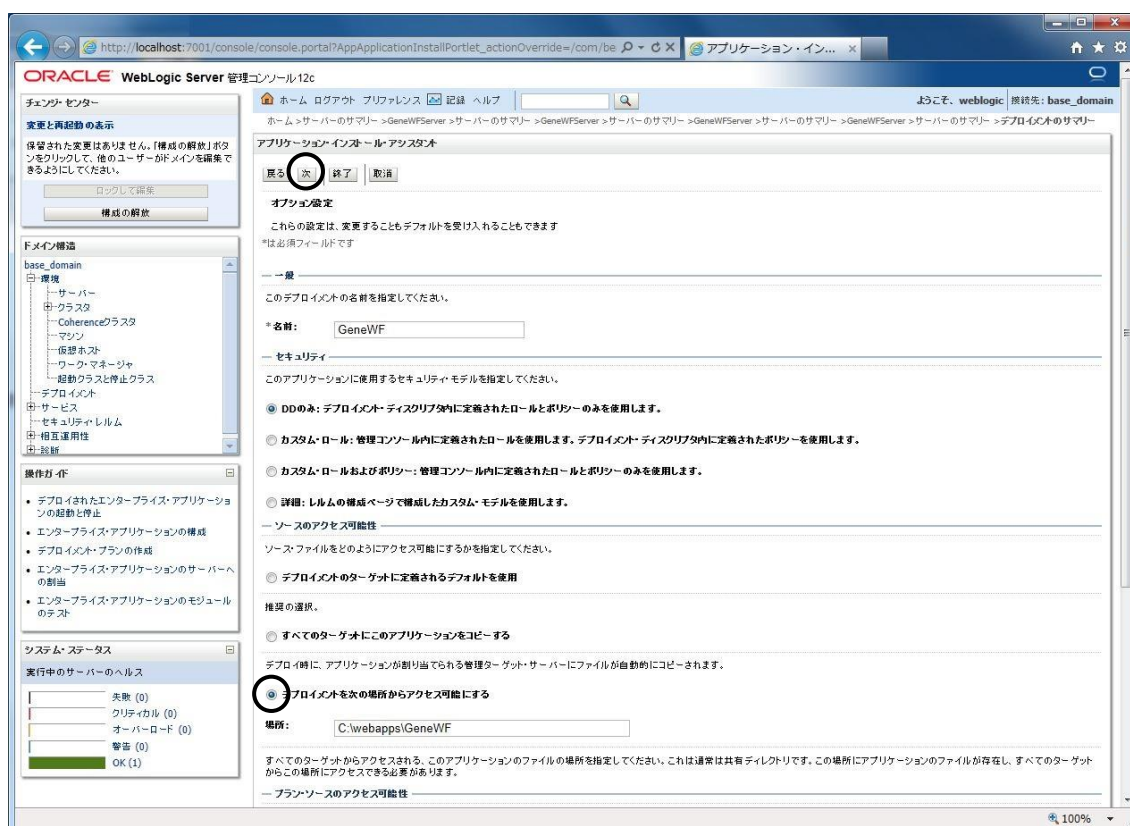 http://localhost:7001/console/console.portal?AppApplicationInstallPortlet_actionOverride=/com/be
アプリケーション・イン...
ORACLE WebLogic Server 管理コンソール12c
チェンジ・センター
変更と再起動の表示
保留された変更はありません。「構成の解放」ボタ
ンをクリックして、他のユーザーがドメインを編集で
きるようにしてください。
ロックして編集
構成の解放
ドメイン構造
base_domain
環境
サーバー
クラスタ
Coherenceクラスタ
マシン
仮想ホスト
ワーク・マネージャ
起動クラスと停止クラス
デプロイメント
サービス
セキュリティ・レルム
相互運用性
診断
操作ガイド
デプロイされたエンタープライズ・アプリケーショ
ンの起動と停止
エンタープライズ・アプリケーションの構成
デプロイメント・プランの作成
エンタープライズ・アプリケーションのサーバーへ
の割当
エンタープライズ・アプリケーションのモジュール
のテスト
システム・ステータス
実行中のサーバーのヘルス
失敗 (0)
クリティカル (0)
オーバーロード (0)
警告 (0)
OK (1)
ホーム ログアウト プリファレンス 記録 ヘルプ
ようこそ、weblogic 接続先: base_domain
ホーム >サーバーのサマリー >GeneWFServer >サーバーのサマリー >GeneWFServer >サーバーのサマリー >GeneWFServer >サーバーのサマリー >GeneWFServer >サーバーのサマリー >デプロイメントのサマリー
アプリケーション・インストール・アシスタント
戻る 次 終了 取消
オプション設定
これらの設定は、変更することもデフォルトを受け入れることもできます
*は必須フィールドです
一般
このデプロイメントの名前を指定してください。
*名前: GeneWF
セキュリティ
このアプリケーションに使用するセキュリティ・モデルを指定してください。
DDのみ: デプロイメント・ディスクリプタ内に定義されたロールとポリシーのみを使用します。
カスタム・ロール: 管理コンソール内に定義されたロールを使用します。デプロイメント・ディスクリプタ内に定義されたポリシーを使用します。
カスタム・ロールおよびポリシー: 管理コンソール内に定義されたロールとポリシーのみを使用します。
詳細: レルムの構成ページで構成したカスタム・モデルを使用します。
ソースのアクセス可能性
ソース・ファイルをどのようにアクセス可能にするかを指定してください。
デプロイメントのターゲットに定義されるデフォルトを使用
推奨の選択。
すべてのターゲットにこのアプリケーションをコピーする
デプロイ時に、アプリケーションが割り当てられる管理ターゲット・サーバーにファイルが自動的にコピーされます。
デプロイメントを次の場所からアクセス可能にする
場所: C:\webapps\GeneWF
すべてのターゲットからアクセスされる、このアプリケーションのファイルの場所を指定してください。これは通常は共有ディレクトリです。この場所にアプリケーションのファイルが存在し、すべてのターゲット
からこの場所にアクセスできる必要があります。
プラン・ソースのアクセス可能性
100%